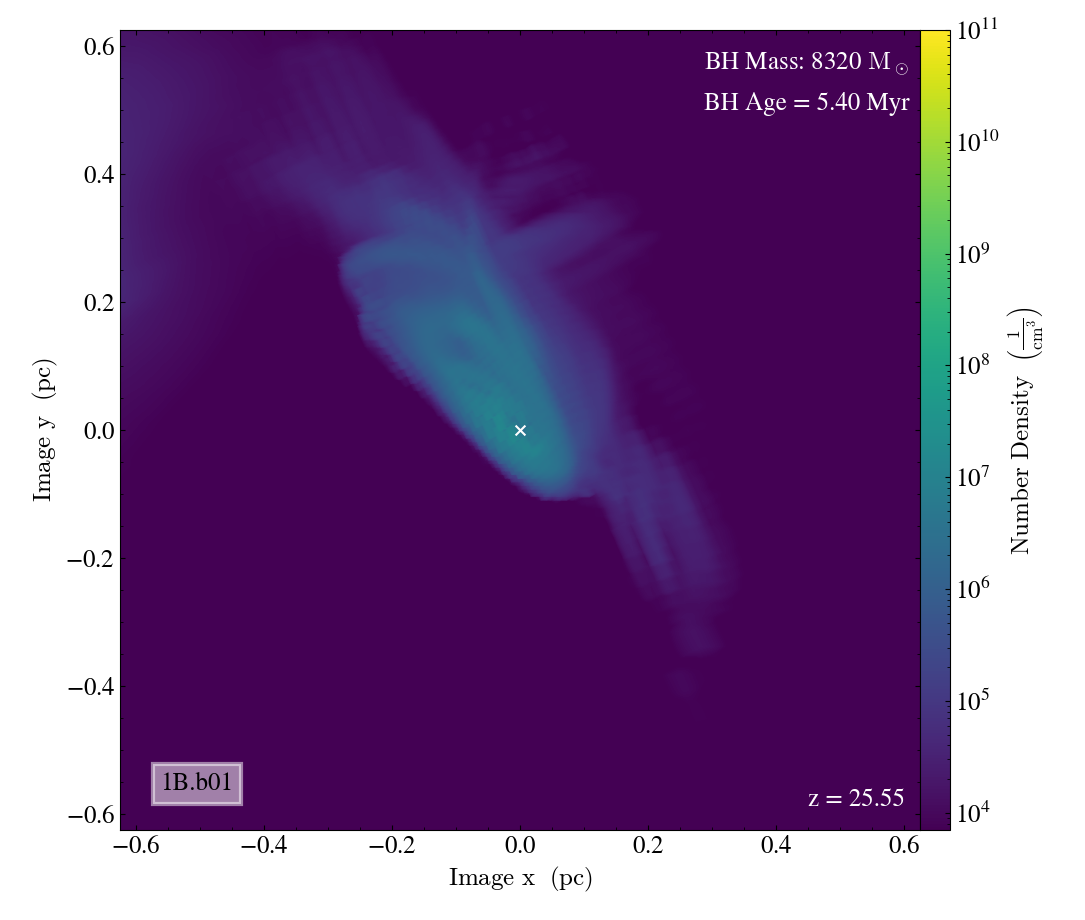 BH Mass: 8320 M☉
BH Age = 5.40 Myr
1B.b01
z = 25.55
0.6
0.4
0.2
0.0
−0.2
−0.4
−0.6
Image y (pc)
−0.6 −0.4 −0.2 0.0 0.2 0.4 0.6
Image x (pc)
10¹¹
10¹⁰
10⁹
10⁸
10⁷
10⁶
10⁵
10⁴
Number Density (1/cm³)